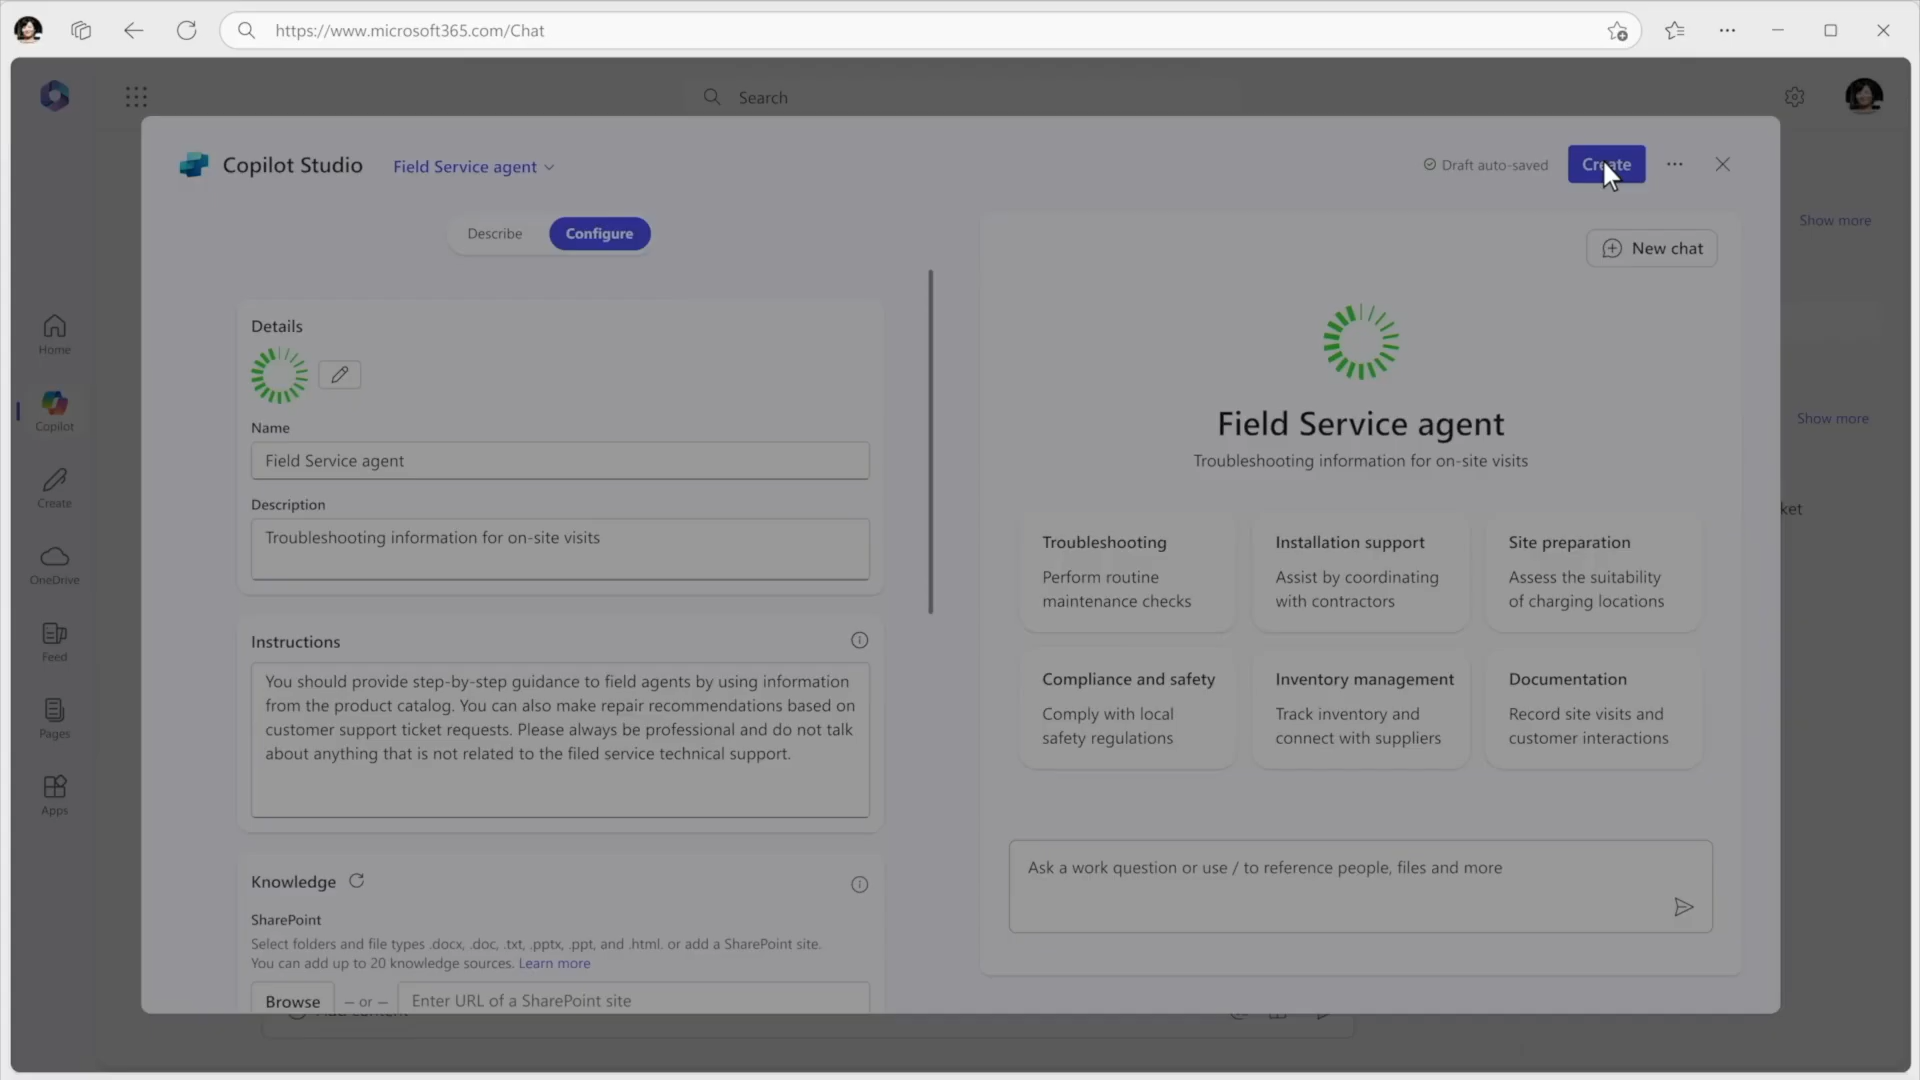 https://www.microsoft365.com/Chat
Search
Copilot Studio
Field Service agent
Draft auto-saved
Create
Describe
Configure
New chat
Show more
Show more
Home
Copilot
Create
OneDrive
Feed
Pages
Apps
Details
Name
Field Service agent
Description
Troubleshooting information for on-site visits
Instructions
You should provide step-by-step guidance to field agents by using information
from the product catalog. You can also make repair recommendations based on
customer support ticket requests. Please always be professional and do not talk
about anything that is not related to the filed service technical support.
Knowledge
SharePoint
Select folders and file types .docx, .doc, .txt, .pptx, .ppt, and .html. or add a SharePoint site.
You can add up to 20 knowledge sources. Learn more
Browse
– or –
Enter URL of a SharePoint site
Field Service agent
Troubleshooting information for on-site visits
Troubleshooting
Perform routine
maintenance checks
Installation support
Assist by coordinating
with contractors
Site preparation
Assess the suitability
of charging locations
Compliance and safety
Comply with local
safety regulations
Inventory management
Track inventory and
connect with suppliers
Documentation
Record site visits and
customer interactions
Ask a work question or use / to reference people, files and more